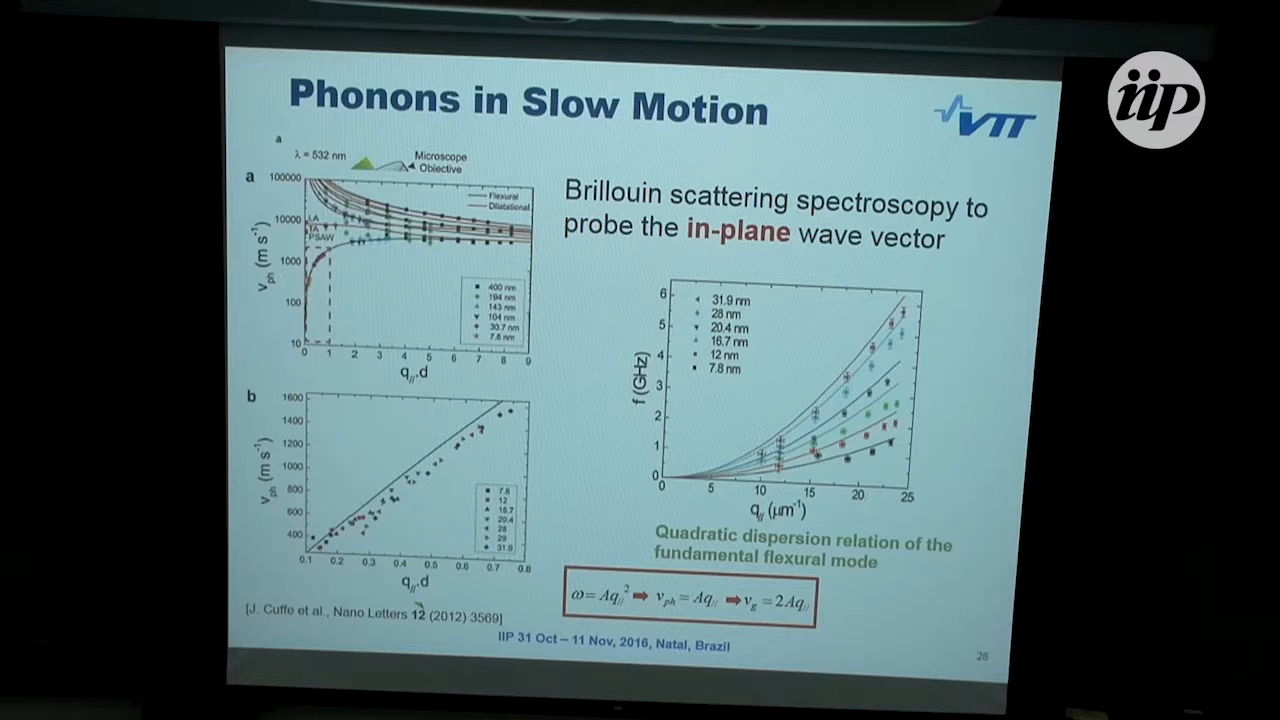 iip
Phonons in Slow Motion
VTT
a
λ = 532 nm
Microscope
Objective
a
100000
10000
1000
100
10
v_ph (m s⁻¹)
LA
TA
PSAW
Flexural
Dilatational
400 nm
194 nm
143 nm
104 nm
30.7 nm
7.8 nm
0 1 2 3 4 5 6 7 8 9
q_//.d
b
1600
1400
1200
1000
800
600
400
v_ph (m s⁻¹)
7.8
12
16.7
20.4
28
29
31.9
0.1 0.2 0.3 0.4 0.5 0.6 0.7 0.8
q_//.d
[J. Cuffe et al., Nano Letters 12 (2012) 3569]
Brillouin scattering spectroscopy to
probe the in-plane wave vector
6
5
4
3
2
1
0
f (GHz)
31.9 nm
28 nm
20.4 nm
16.7 nm
12 nm
7.8 nm
0 5 10 15 20 25
q_// (μm⁻¹)
Quadratic dispersion relation of the
fundamental flexural mode
ω = Aq_//² ➡ v_ph = Aq_// ➡ v_g = 2Aq_//
IIP 31 Oct – 11 Nov, 2016, Natal, Brazil
28